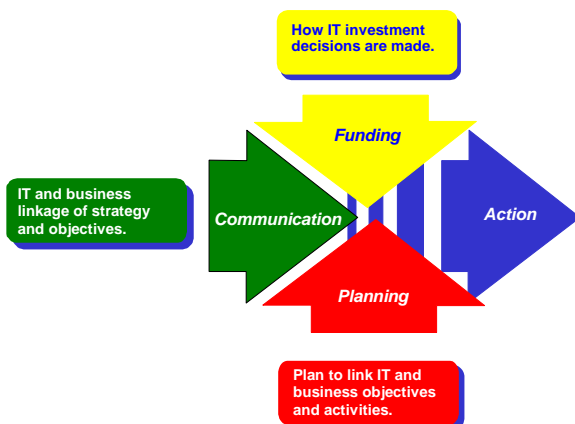 How IT investment
decisions are made.
Funding
IT and business
linkage of strategy
and objectives.
Communication
Action
Planning
Plan to link IT and
business objectives
and activities.